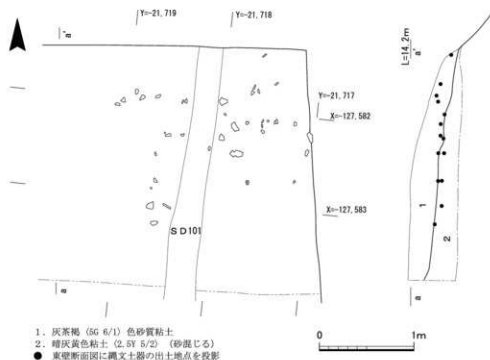 Y=-21,719
Y=-21,718
a'
L=14.2m
a'
Y=-21,717
X=-127,582
X=-127,583
1
2
SD101
a
a
1. 灰茶褐(5G 6/1)色砂質粘土
2. 暗灰黄色粘土(2.5Y 5/2)(砂混じる)
● 東壁断面図に縄文土器の出土地点を投影
0
1m